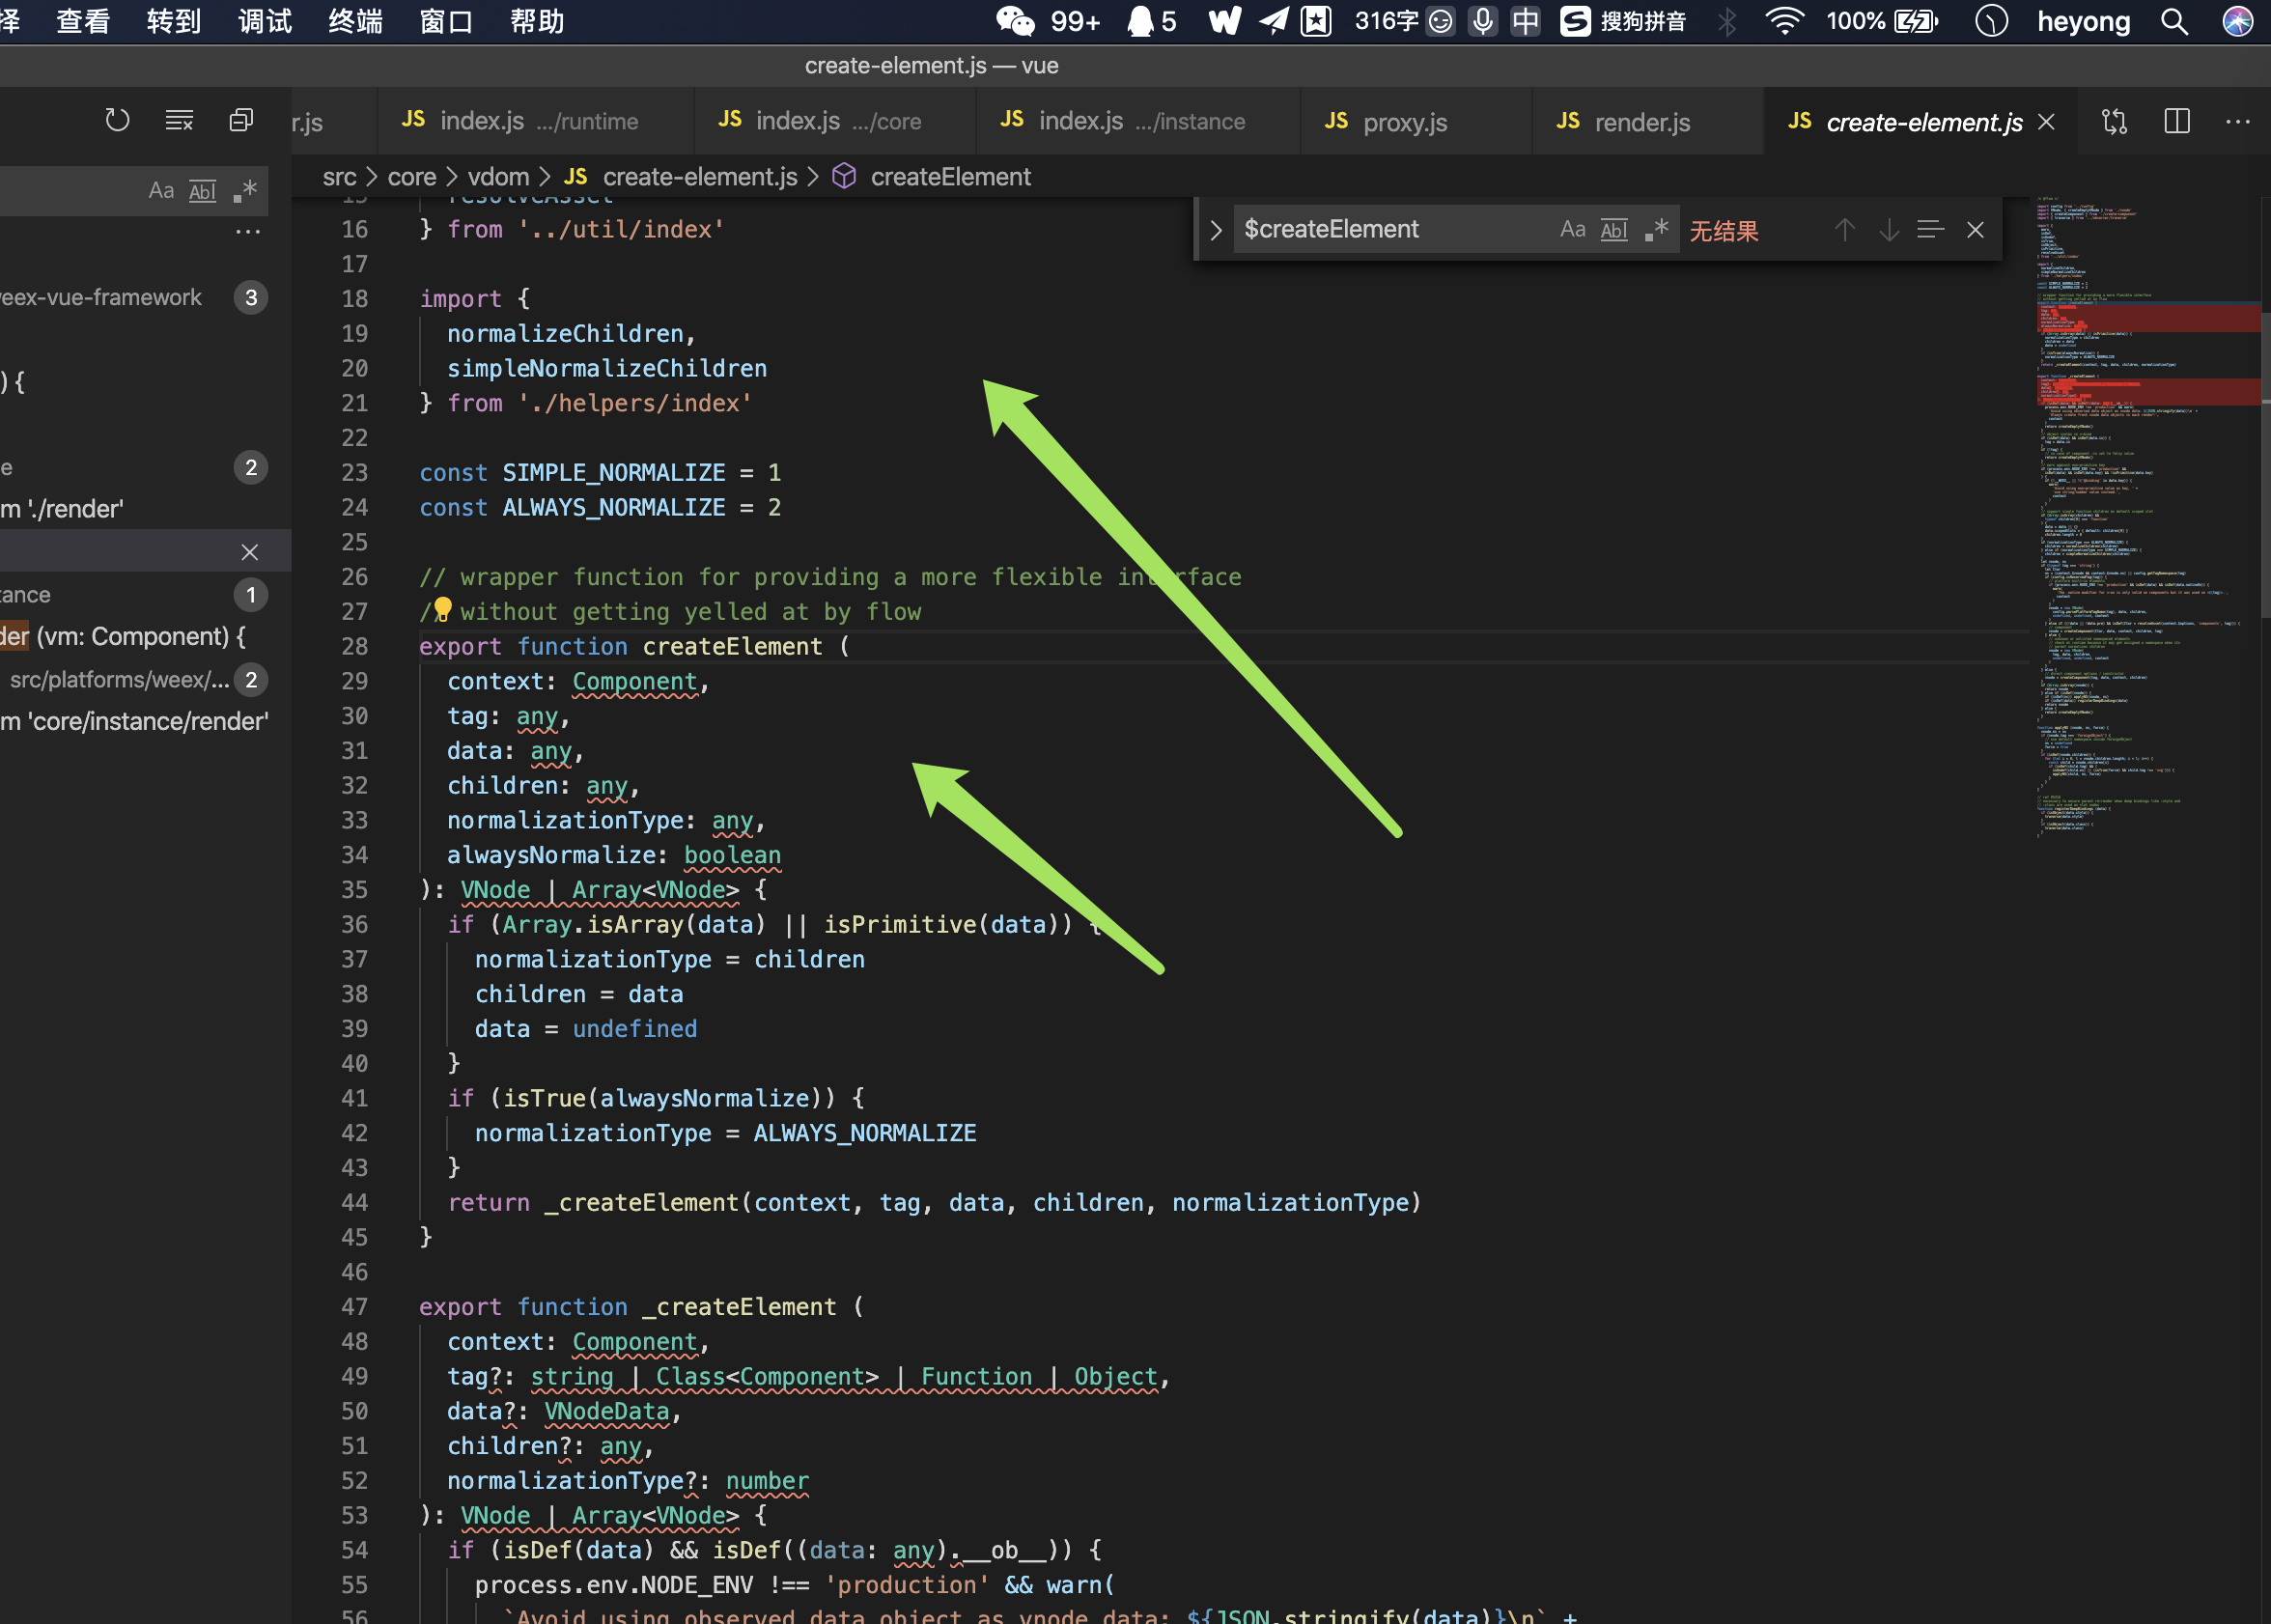 择 查看 转到 调试 终端 窗口 帮助 99+ 5 316字 中 搜狗拼音 100% heyong
create-element.js — vue
r.js JS index.js .../runtime JS index.js .../core JS index.js .../instance JS proxy.js JS render.js JS create-element.js
src > core > vdom > JS create-element.js > createElement
Aa Abl .*
$createElement Aa Abl .* 无结果
eex-vue-framework 3
) {
e 2
m './render'
tance 1
der (vm: Component) {
src/platforms/weex/... 2
m 'core/instance/render'
15 resolveAsset
16 } from '../util/index'
17
18 import {
19 normalizeChildren,
20 simpleNormalizeChildren
21 } from './helpers/index'
22
23 const SIMPLE_NORMALIZE = 1
24 const ALWAYS_NORMALIZE = 2
25
26 // wrapper function for providing a more flexible interface
27 // without getting yelled at by flow
28 export function createElement (
29 context: Component,
30 tag: any,
31 data: any,
32 children: any,
33 normalizationType: any,
34 alwaysNormalize: boolean
35 ): VNode | Array<VNode> {
36 if (Array.isArray(data) || isPrimitive(data)) {
37 normalizationType = children
38 children = data
39 data = undefined
40 }
41 if (isTrue(alwaysNormalize)) {
42 normalizationType = ALWAYS_NORMALIZE
43 }
44 return _createElement(context, tag, data, children, normalizationType)
45 }
46
47 export function _createElement (
48 context: Component,
49 tag?: string | Class<Component> | Function | Object,
50 data?: VNodeData,
51 children?: any,
52 normalizationType?: number
53 ): VNode | Array<VNode> {
54 if (isDef(data) && isDef((data: any).__ob__)) {
55 process.env.NODE_ENV !== 'production' && warn(
56 `Avoid using observed data object as vnode data: ${JSON.stringify(data)}\n` +